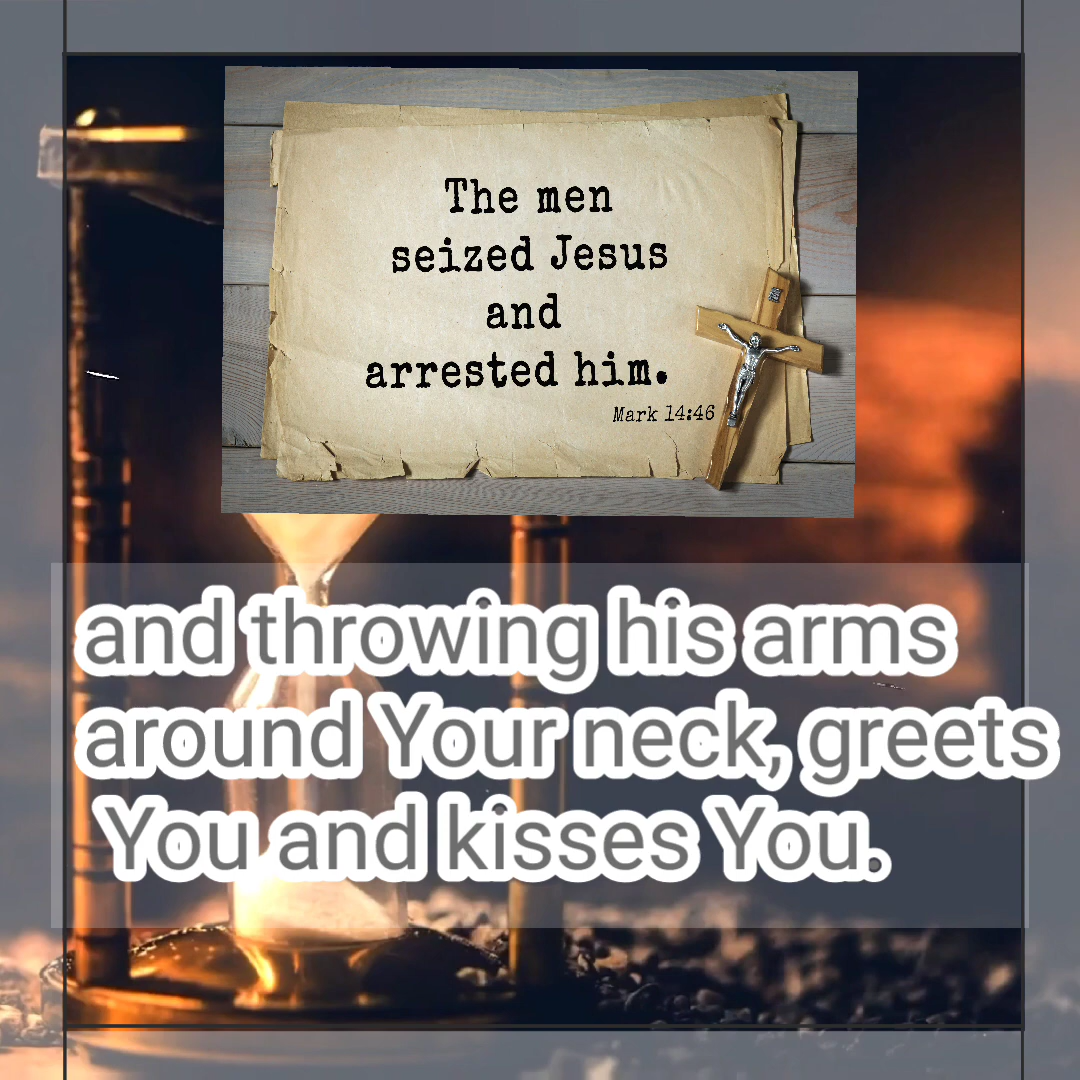 The men
seized Jesus
and
arrested him.
Mark 14:46
and throwing his arms
around Your neck, greets
You and kisses You.